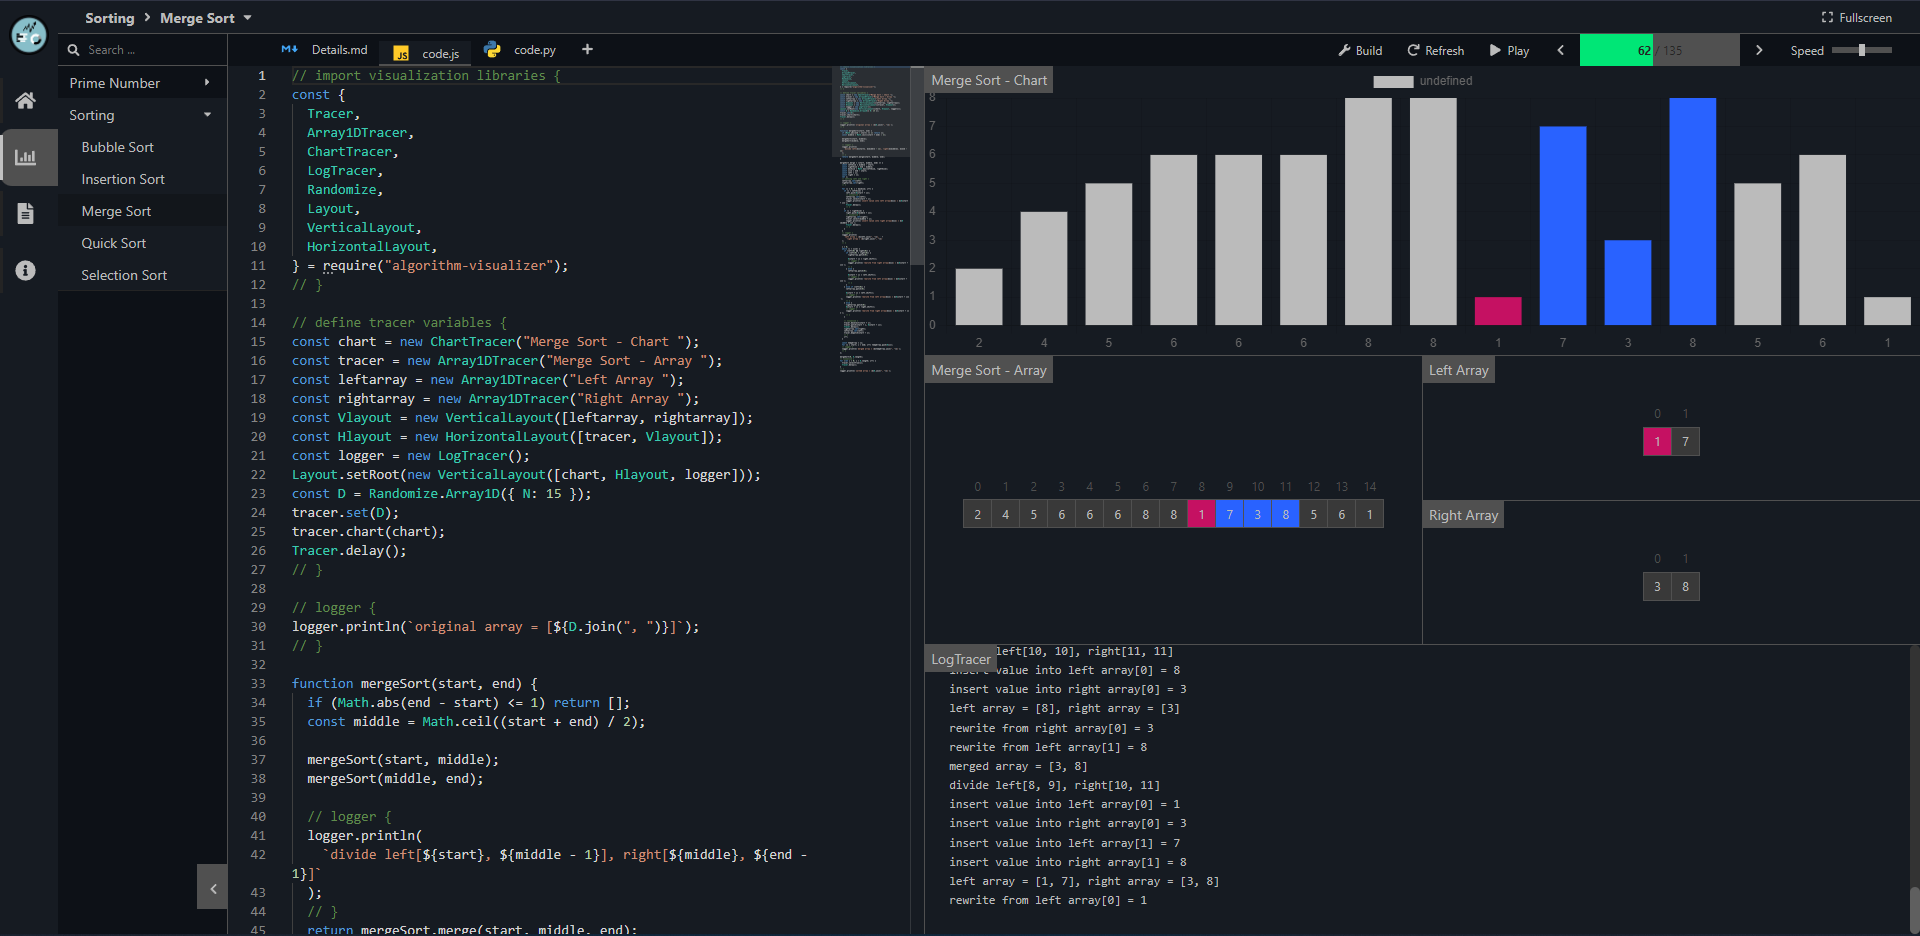 Sorting > Merge Sort
Fullscreen
Search ...
Details.md
code.js
code.py
+
Build
Refresh
Play
62 / 135
Speed
Prime Number
Sorting
Bubble Sort
Insertion Sort
Merge Sort
Quick Sort
Selection Sort
1 // import visualization libraries {
2 const {
3 Tracer,
4 Array1DTracer,
5 ChartTracer,
6 LogTracer,
7 Randomize,
8 Layout,
9 VerticalLayout,
10 HorizontalLayout,
11 } = require("algorithm-visualizer");
12 // }
13
14 // define tracer variables {
15 const chart = new ChartTracer("Merge Sort - Chart ");
16 const tracer = new Array1DTracer("Merge Sort - Array ");
17 const leftarray = new Array1DTracer("Left Array ");
18 const rightarray = new Array1DTracer("Right Array ");
19 const Vlayout = new VerticalLayout([leftarray, rightarray]);
20 const Hlayout = new HorizontalLayout([tracer, Vlayout]);
21 const logger = new LogTracer();
22 Layout.setRoot(new VerticalLayout([chart, Hlayout, logger]));
23 const D = Randomize.Array1D({ N: 15 });
24 tracer.set(D);
25 tracer.chart(chart);
26 Tracer.delay();
27 // }
28
29 // logger {
30 logger.println(`original array = [${D.join(", ")}]`);
31 // }
32
33 function mergeSort(start, end) {
34 if (Math.abs(end - start) <= 1) return [];
35 const middle = Math.ceil((start + end) / 2);
36
37 mergeSort(start, middle);
38 mergeSort(middle, end);
39
40 // logger {
41 logger.println(
42 `divide left[${start}, ${middle - 1}], right[${middle}, ${end -
1}]`
43 );
44 // }
45 return mergeSort.merge(start, middle, end);
Merge Sort - Chart
undefined
8
7
6
5
4
3
2
1
0
2 4 5 6 6 6 8 8 1 7 3 8 5 6 1
Merge Sort - Array
0 1 2 3 4 5 6 7 8 9 10 11 12 13 14
2 4 5 6 6 6 8 8 1 7 3 8 5 6 1
Left Array
0 1
1 7
Right Array
0 1
3 8
LogTracer
left[10, 10], right[11, 11]
insert value into left array[0] = 8
insert value into right array[0] = 3
left array = [8], right array = [3]
rewrite from right array[0] = 3
rewrite from left array[1] = 8
merged array = [3, 8]
divide left[8, 9], right[10, 11]
insert value into left array[0] = 1
insert value into right array[0] = 3
insert value into left array[1] = 7
insert value into right array[1] = 8
left array = [1, 7], right array = [3, 8]
rewrite from left array[0] = 1